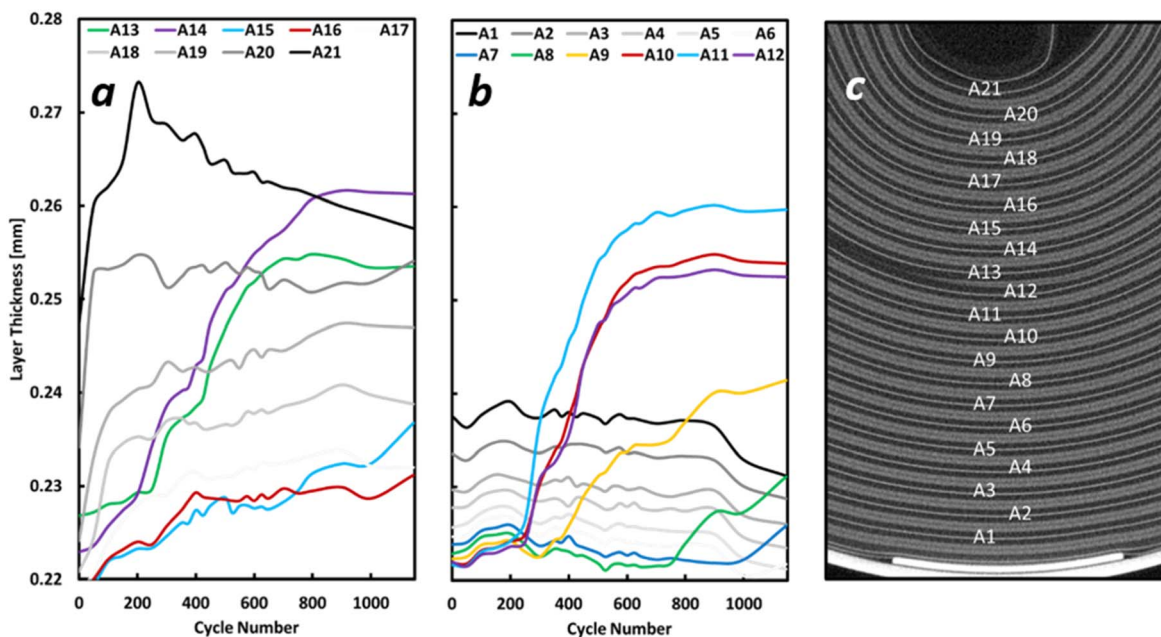 A13 A14 A15 A16 A17
A18 A19 A20 A21
a
0.28
0.27
0.26
0.25
0.24
0.23
0.22
Layer Thickness [mm]
0 200 400 600 800 1000
Cycle Number
A1 A2 A3 A4 A5 A6
A7 A8 A9 A10 A11 A12
b
0 200 400 600 800 1000
Cycle Number
c
A21
A20
A19
A18
A17
A16
A15
A14
A13
A12
A11
A10
A9
A8
A7
A6
A5
A4
A3
A2
A1